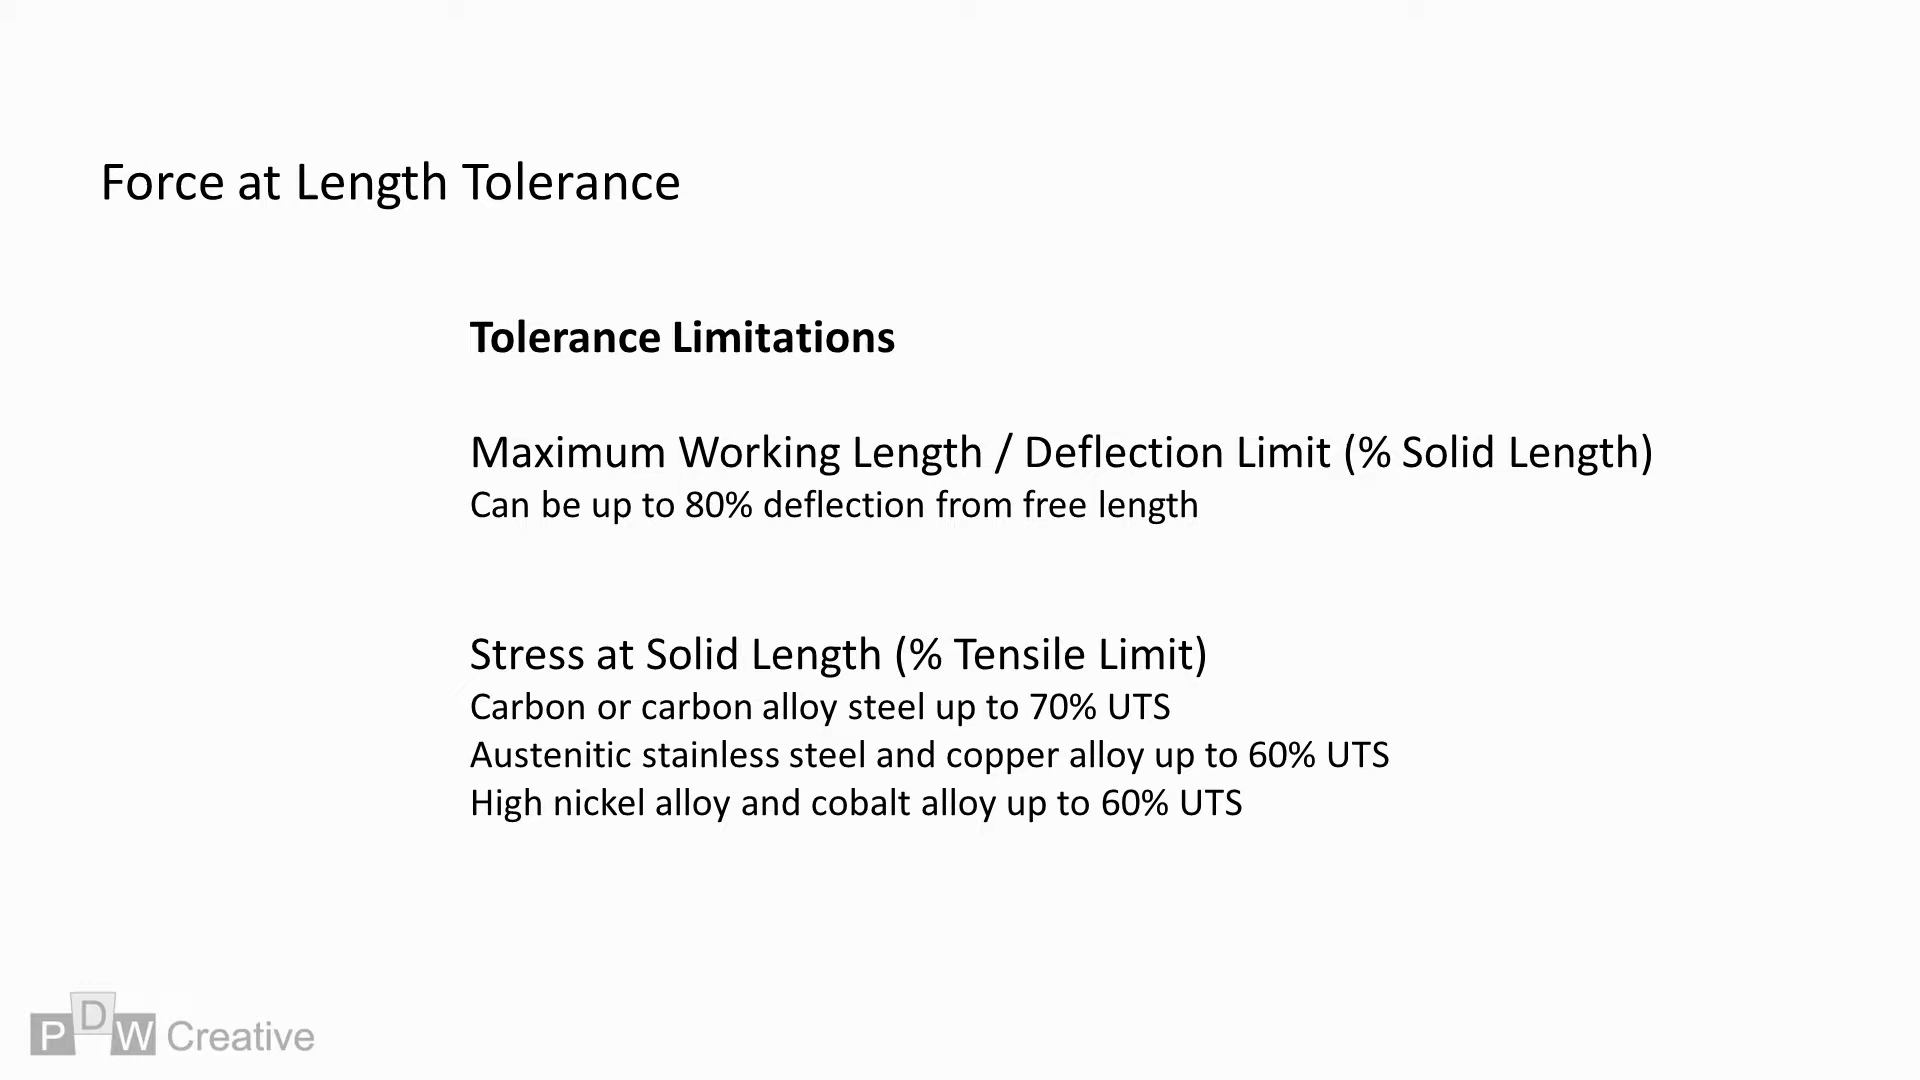 Force at Length Tolerance
Tolerance Limitations
Maximum Working Length / Deflection Limit (% Solid Length)
Can be up to 80% deflection from free length
Stress at Solid Length (% Tensile Limit)
Carbon or carbon alloy steel up to 70% UTS
Austenitic stainless steel and copper alloy up to 60% UTS
High nickel alloy and cobalt alloy up to 60% UTS
PDW Creative